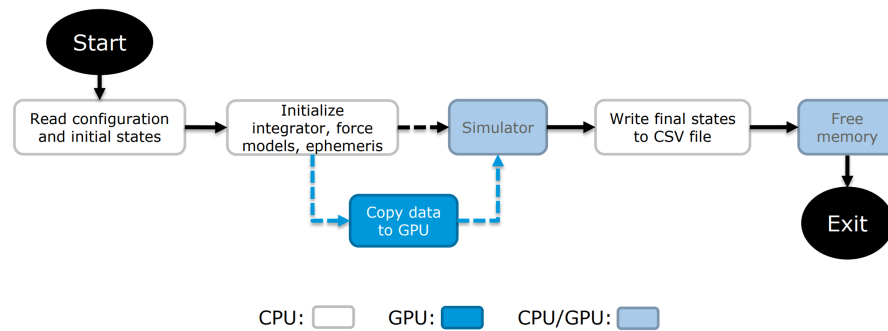 Start
Read configuration
and initial states
Initialize
integrator, force
models, ephemeris
Simulator
Write final states
to CSV file
Free
memory
Copy data
to GPU
Exit
CPU:
GPU:
CPU/GPU: